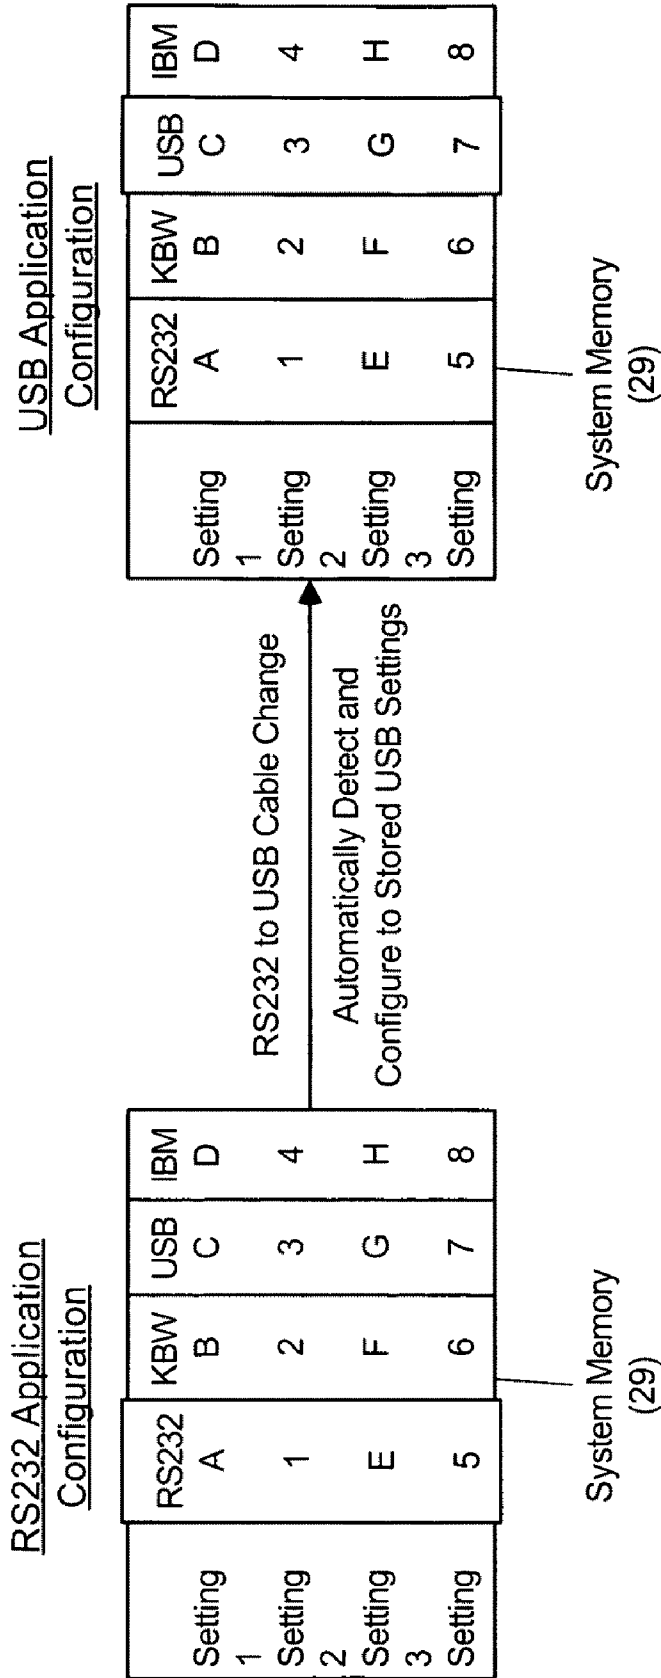 RS232 Application
Configuration
RS232 KBW USB IBM
Setting A B C D
1
Setting 1 2 3 4
2
Setting E F G H
3
Setting 5 6 7 8
System Memory
(29)
RS232 to USB Cable Change
Automatically Detect and
Configure to Stored USB Settings
USB Application
Configuration
RS232 KBW USB IBM
Setting A B C D
1
Setting 1 2 3 4
2
Setting E F G H
3
Setting 5 6 7 8
System Memory
(29)